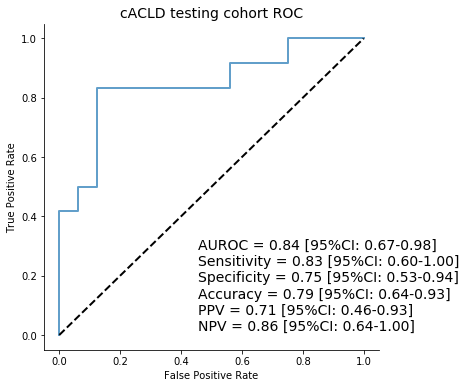 cACLD testing cohort ROC
True Positive Rate
1.0
0.8
0.6
0.4
0.2
0.0
AUROC = 0.84 [95%CI: 0.67-0.98]
Sensitivity = 0.83 [95%CI: 0.60-1.00]
Specificity = 0.75 [95%CI: 0.53-0.94]
Accuracy = 0.79 [95%CI: 0.64-0.93]
PPV = 0.71 [95%CI: 0.46-0.93]
NPV = 0.86 [95%CI: 0.64-1.00]
0.0 0.2 0.4 0.6 0.8 1.0
False Positive Rate